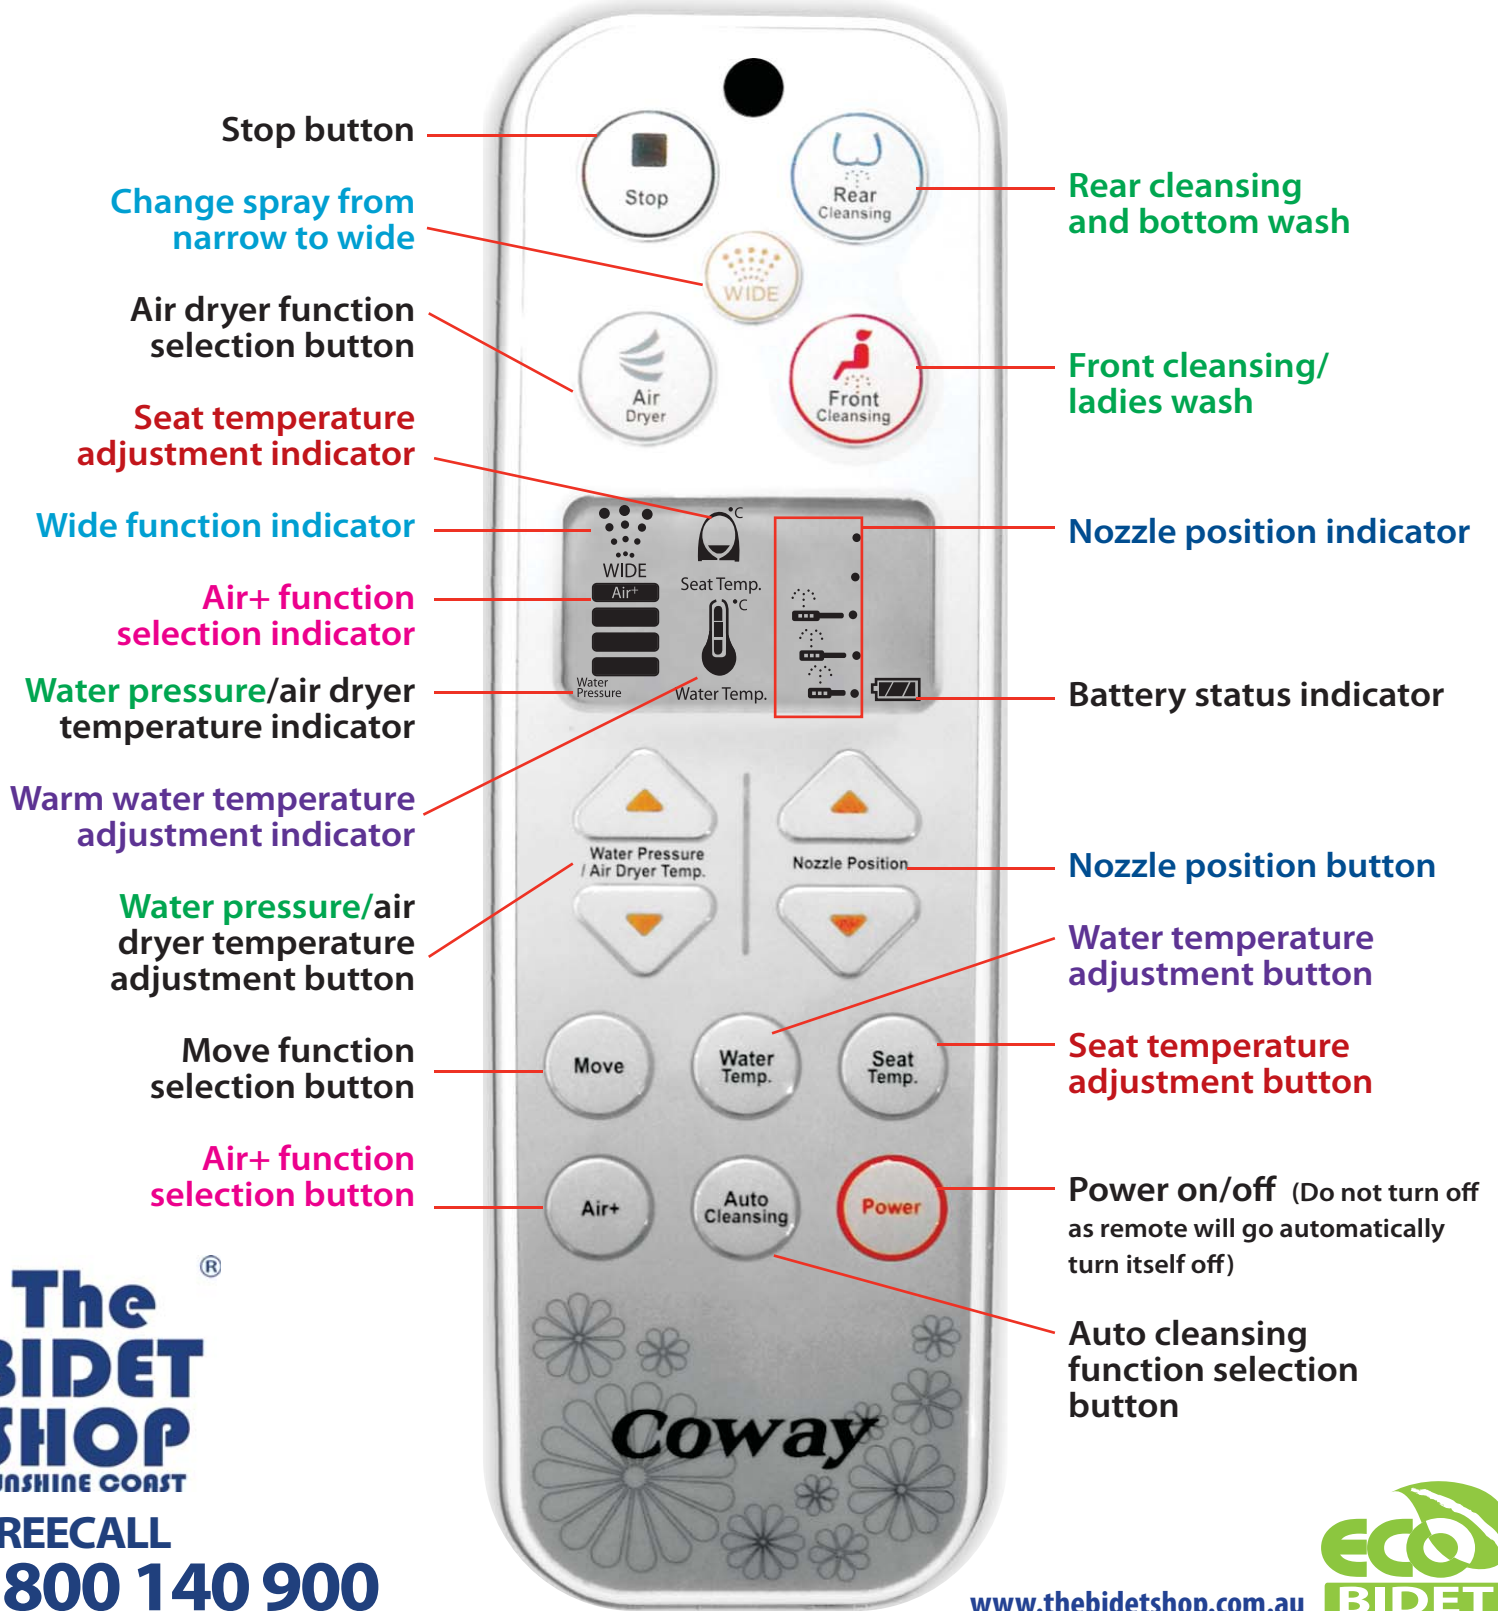 Stop button
Change spray from
narrow to wide
Air dryer function
selection button
Seat temperature
adjustment indicator
Wide function indicator
Air+ function
selection indicator
Water pressure/air dryer
temperature indicator
Warm water temperature
adjustment indicator
Water pressure/air
dryer temperature
adjustment button
Move function
selection button
Air+ function
selection button
Stop
Rear
Cleansing
WIDE
Air
Dryer
Front
Cleansing
°C
WIDE
Seat Temp.
Air+
°C
Water
Pressure
Water Temp.
Water Pressure
/ Air Dryer Temp.
Nozzle Position
Move
Water
Temp.
Seat
Temp.
Air+
Auto
Cleansing
Power
Coway
Rear cleansing
and bottom wash
Front cleansing/
ladies wash
Nozzle position indicator
Battery status indicator
Nozzle position button
Water temperature
adjustment button
Seat temperature
adjustment button
Power on/off (Do not turn off
as remote will go automatically
turn itself off)
Auto cleansing
function selection
button
The ®
BIDET
SHOP
UNSHINE COAST
REECALL
800 140 900
www.thebidetshop.com.au
ECO
BIDET